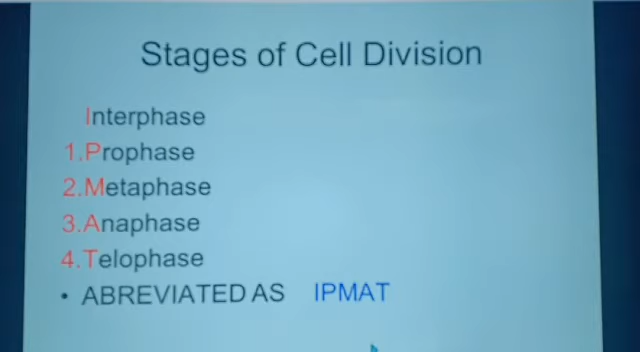 Stages of Cell Division
Interphase
1.Prophase
2.Metaphase
3.Anaphase
4.Telophase
• ABREVIATED AS IPMAT